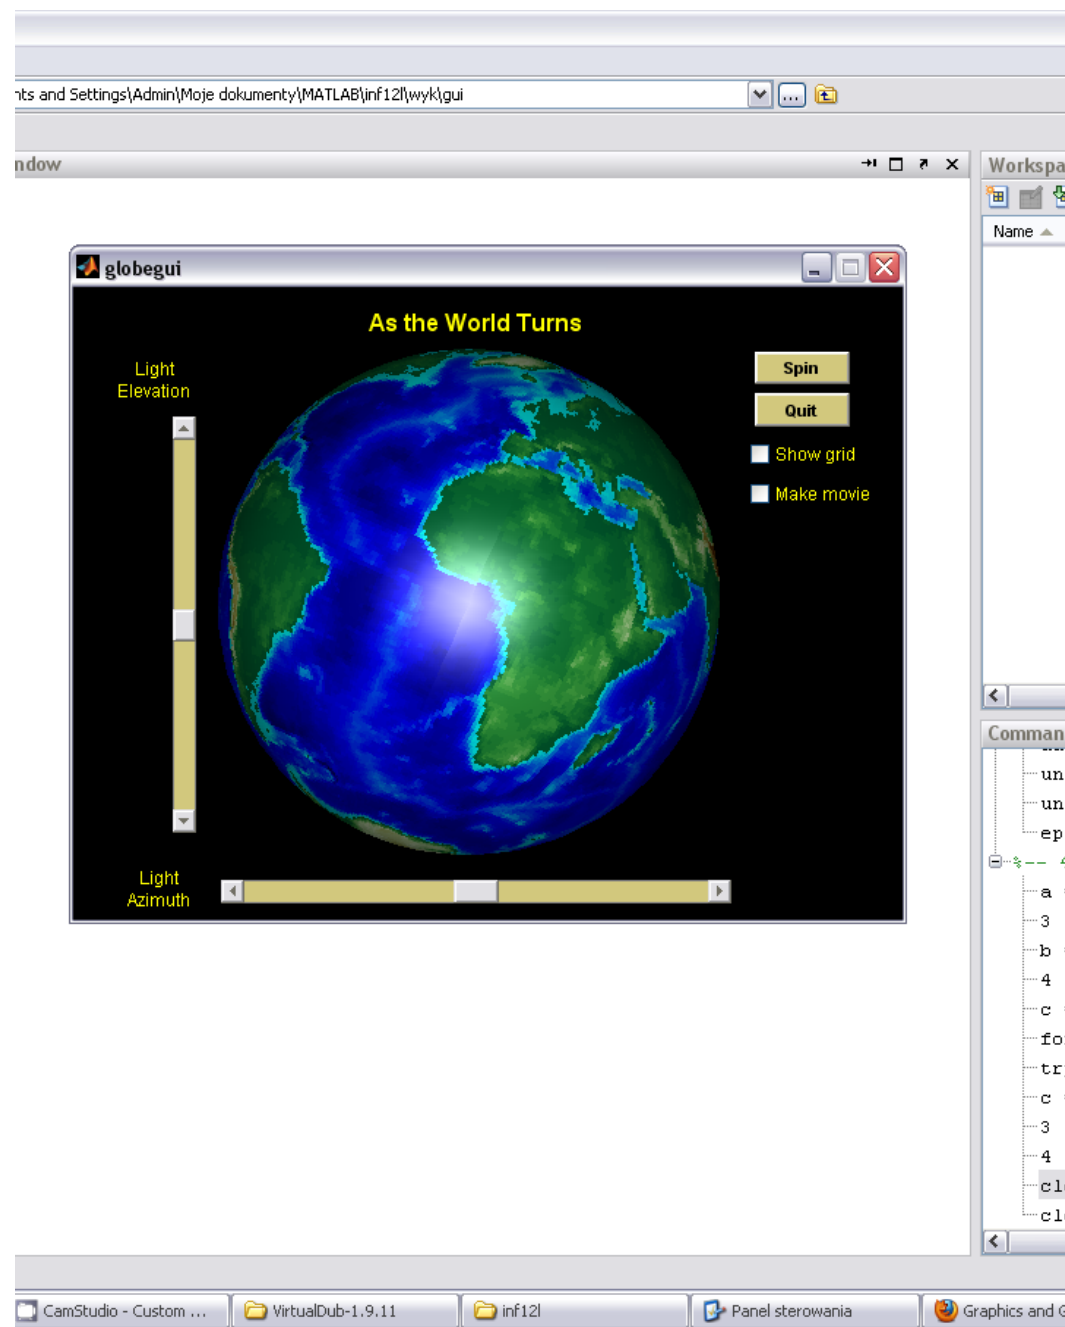 nts and Settings\Admin\Moje dokumenty\MATLAB\inf12l\wyk\gui
ndow
Workspa
Name
globegui
As the World Turns
Light
Elevation
Spin
Quit
Show grid
Make movie
Light
Azimuth
Comman
un
un
ep
%-- 4
a
3
b
4
c
fo
tr
c
3
4
cl
cl
CamStudio - Custom ...
VirtualDub-1.9.11
inf12l
Panel sterowania
Graphics and G